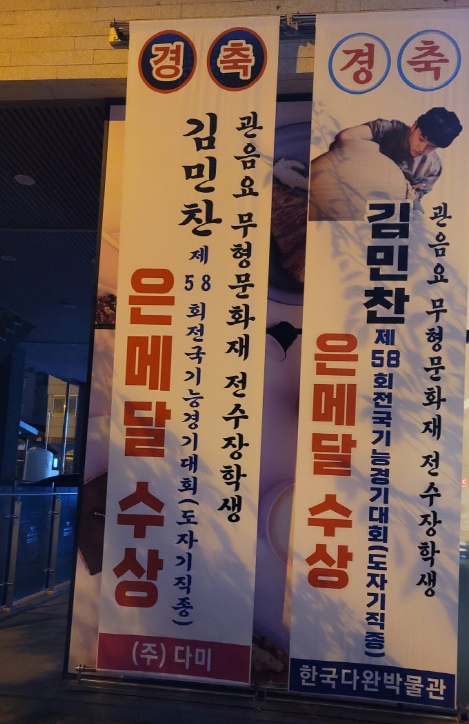 경 축
관음요 무형문화재 전수장학생
김민찬
제58회전국기능경기대회(도자기직종)
은메달 수상
(주) 다미
경 축
관음요 무형문화재 전수장학생
김민찬
제58회전국기능경기대회(도자기직종)
은메달 수상
한국다완박물관